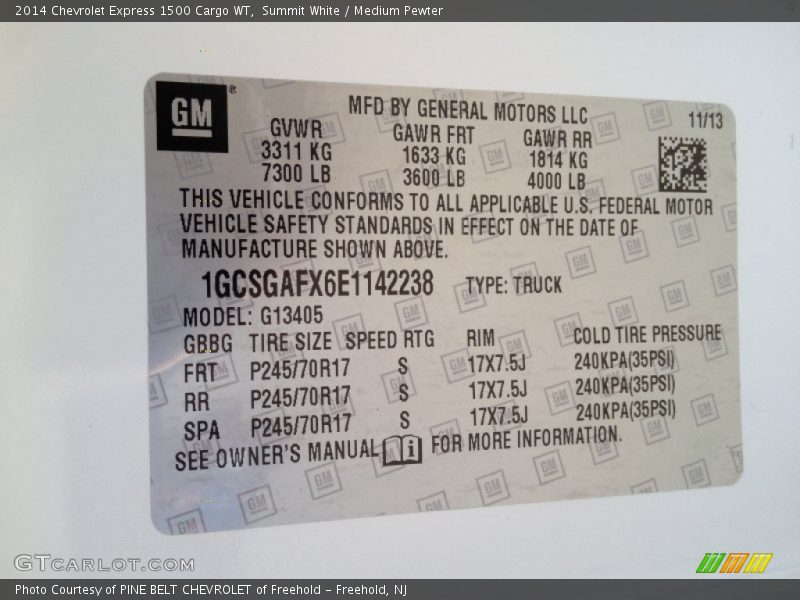 2014 Chevrolet Express 1500 Cargo WT, Summit White / Medium Pewter
GM®
MFD BY GENERAL MOTORS LLC
11/13
GVWR GAWR FRT GAWR RR
3311 KG 1633 KG 1814 KG
7300 LB 3600 LB 4000 LB
THIS VEHICLE CONFORMS TO ALL APPLICABLE U.S. FEDERAL MOTOR
VEHICLE SAFETY STANDARDS IN EFFECT ON THE DATE OF
MANUFACTURE SHOWN ABOVE.
1GCSGAFX6E1142238 TYPE: TRUCK
MODEL: G13405
GBBG TIRE SIZE SPEED RTG RIM COLD TIRE PRESSURE
FRT P245/70R17 S 17X7.5J 240KPA(35PSI)
RR P245/70R17 S 17X7.5J 240KPA(35PSI)
SPA P245/70R17 S 17X7.5J 240KPA(35PSI)
SEE OWNER'S MANUAL i FOR MORE INFORMATION.
GTCARLOT.COM
Photo Courtesy of PINE BELT CHEVROLET of Freehold - Freehold, NJ